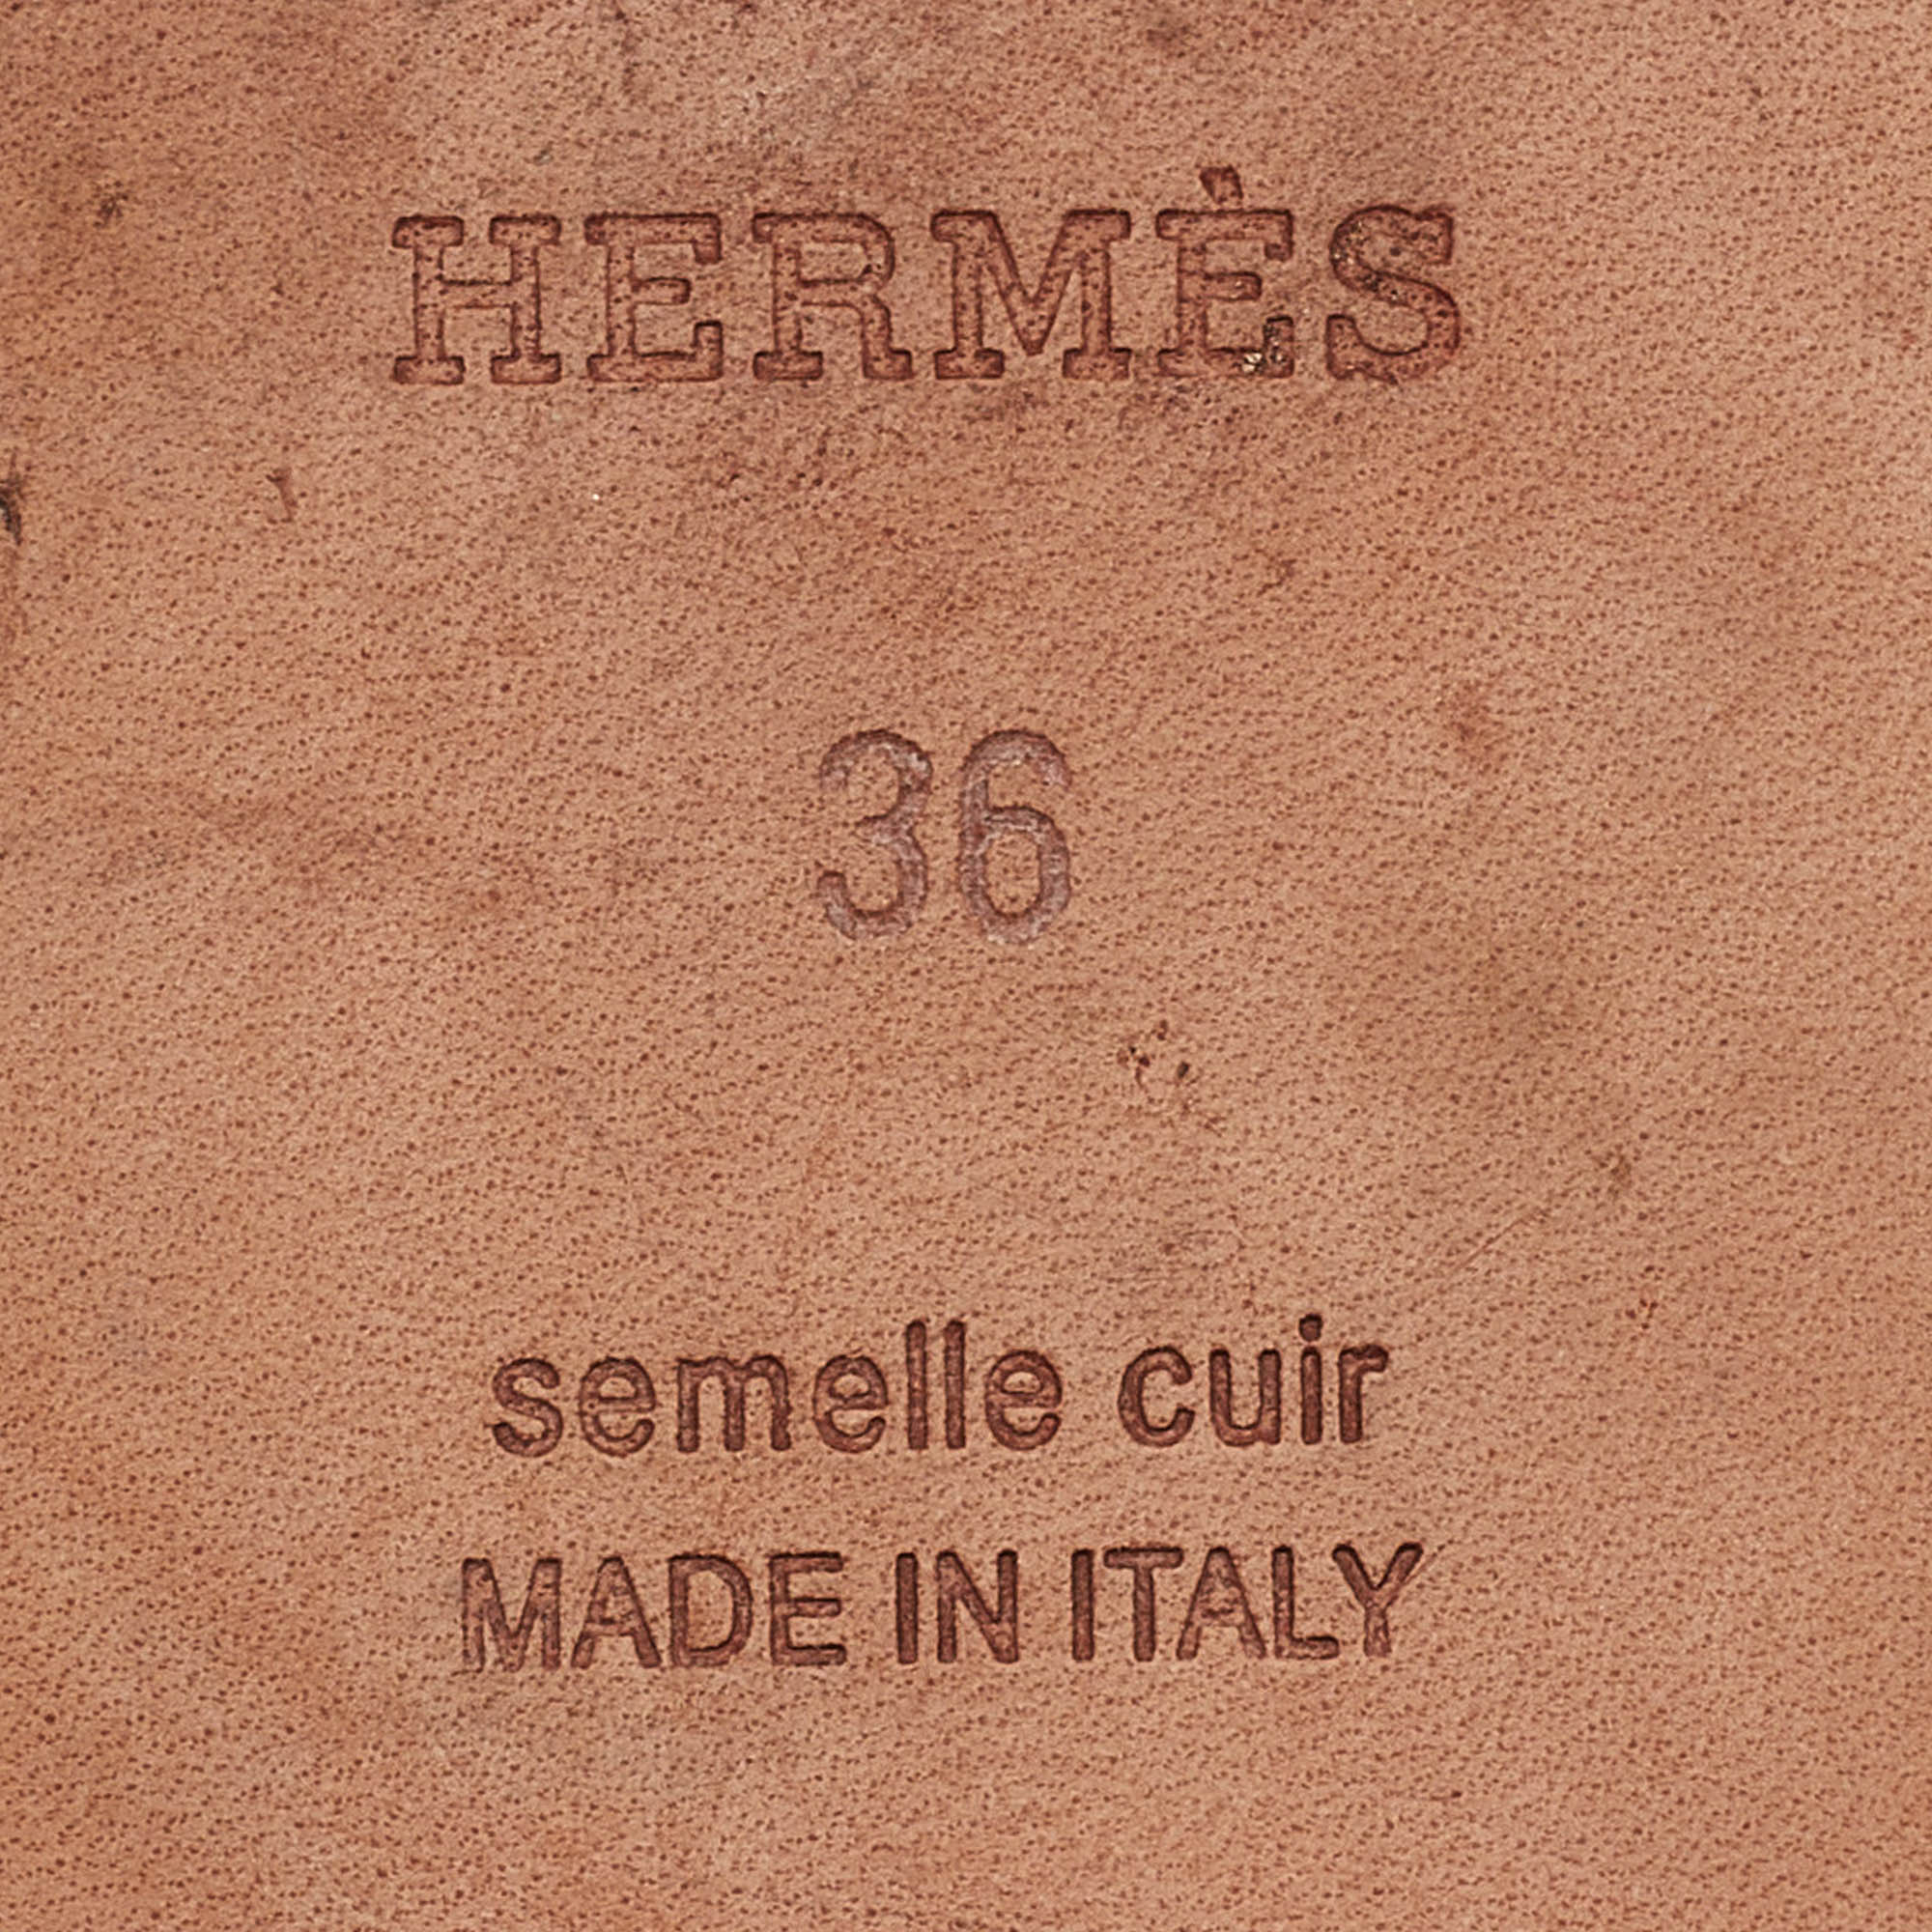 HERMÈS
36
semelle cuir
MADE IN ITALY